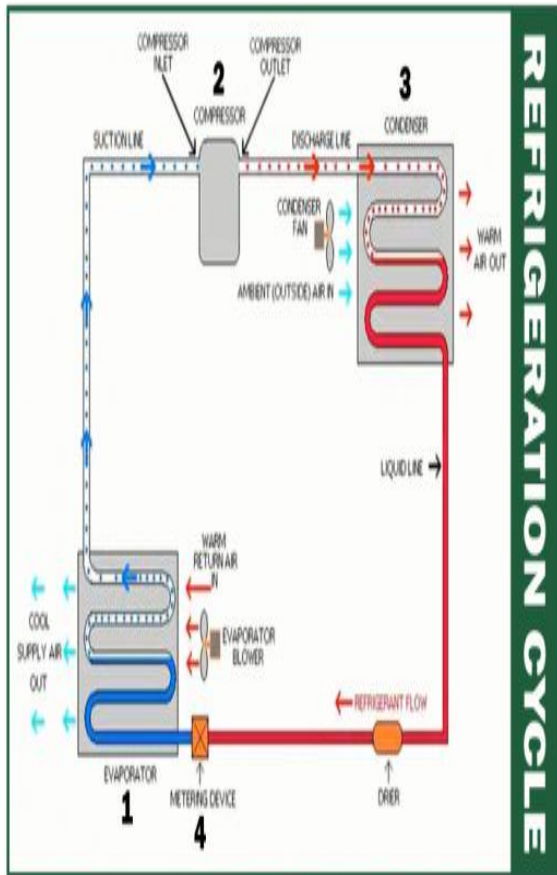 REFRIGERATION CYCLE
COMPRESSOR
INLET
2
COMPRESSOR
COMPRESSOR
OUTLET
3
CONDENSER
SUCTION LINE
DISCHARGE LINE
CONDENSER
FAN
WARM
AIR OUT
AMBIENT (OUTSIDE) AIR IN
LIQUID LINE
WARM
RETURN AIR
IN
COOL
SUPPLY AIR
OUT
EVAPORATOR
BLOWER
REFRIGERIANT FLOW
EVAPORATOR
1
METERING DEVICE
4
DRIER